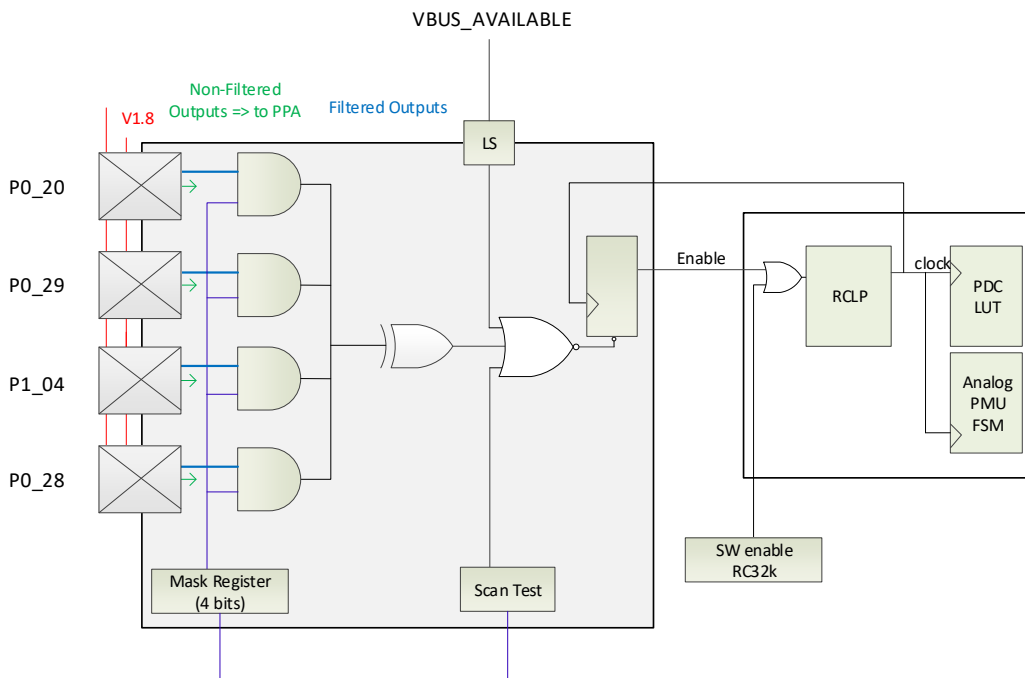 VBUS_AVAILABLE
Non-Filtered
Outputs => to PPA
Filtered Outputs
V1.8
LS
P0_20
P0_29
P1_04
P0_28
Enable
RCLP
clock
PDC
LUT
Analog
PMU
FSM
SW enable
RC32k
Mask Register
(4 bits)
Scan Test